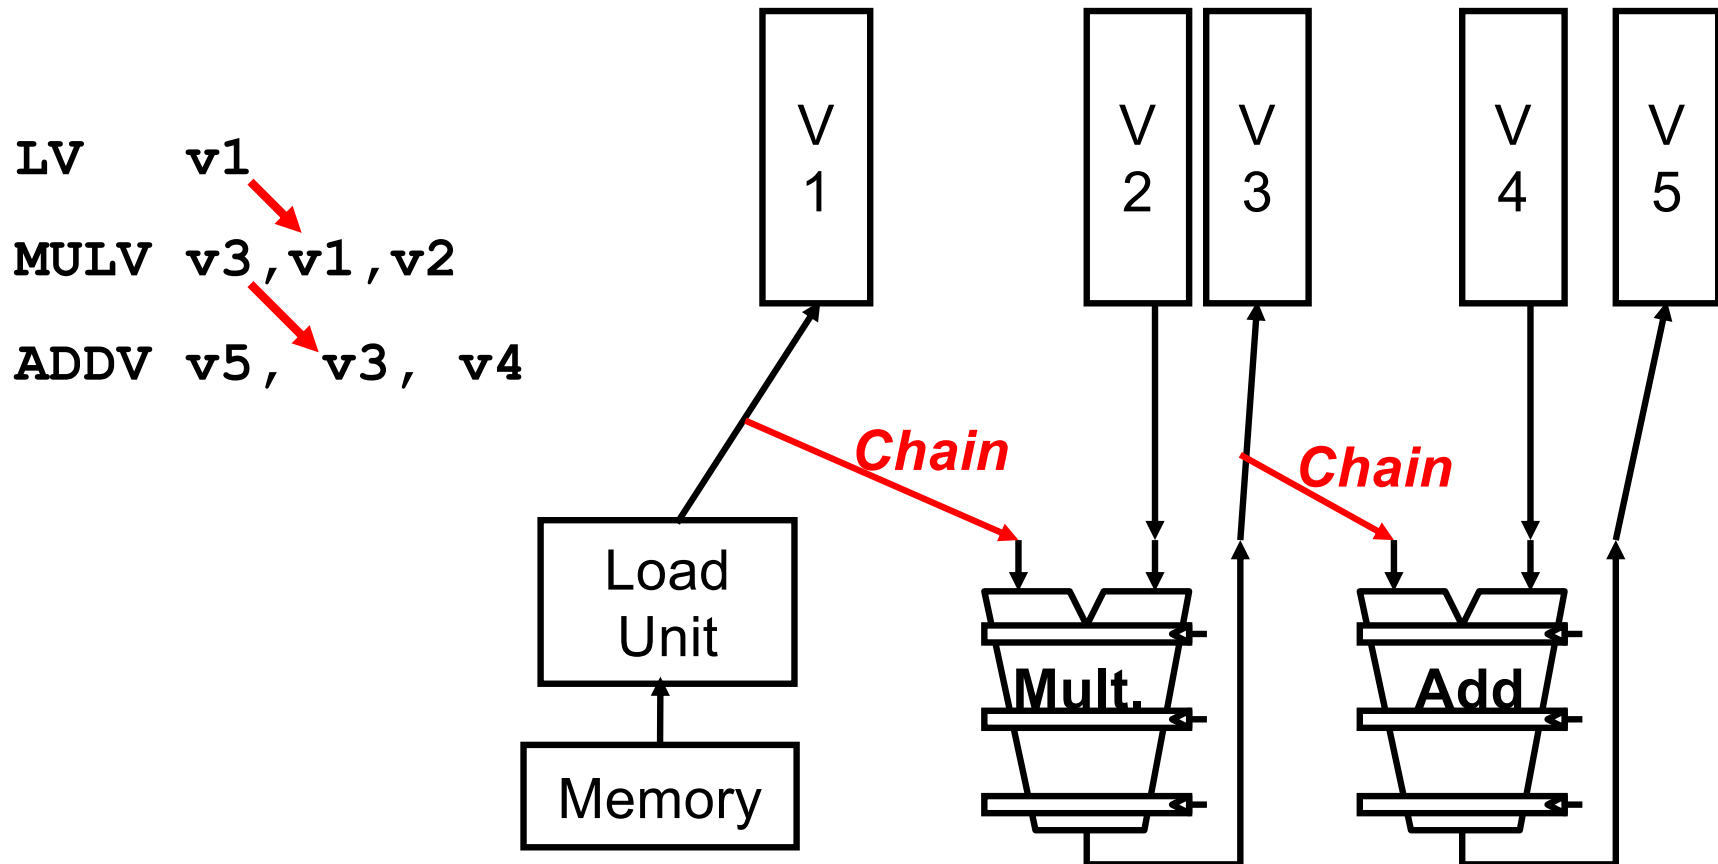 LV v1
MULV v3,v1,v2
ADDV v5, v3, v4
V
1
V
2
V
3
V
4
V
5
Chain
Chain
Load
Unit
Memory
Mult.
Add